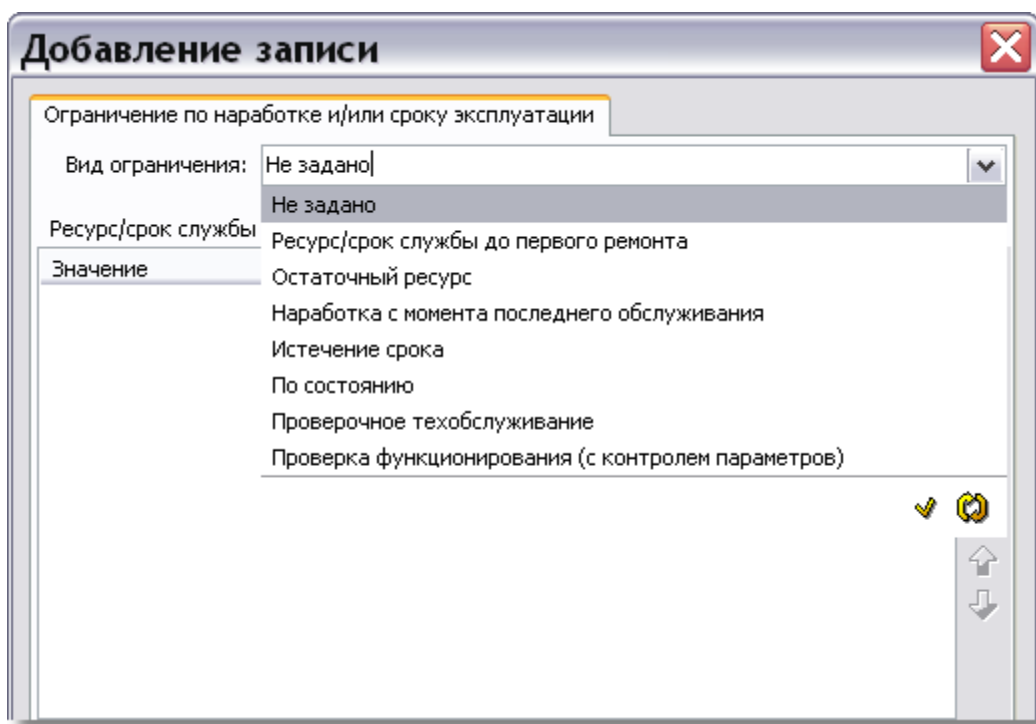 Добавление записи
Ограничение по наработке и/или сроку эксплуатации
Вид ограничения: Не задано
Не задано
Ресурс/срок службы
Ресурс/срок службы до первого ремонта
Значение
Остаточный ресурс
Наработка с момента последнего обслуживания
Истечение срока
По состоянию
Проверочное техобслуживание
Проверка функционирования (с контролем параметров)